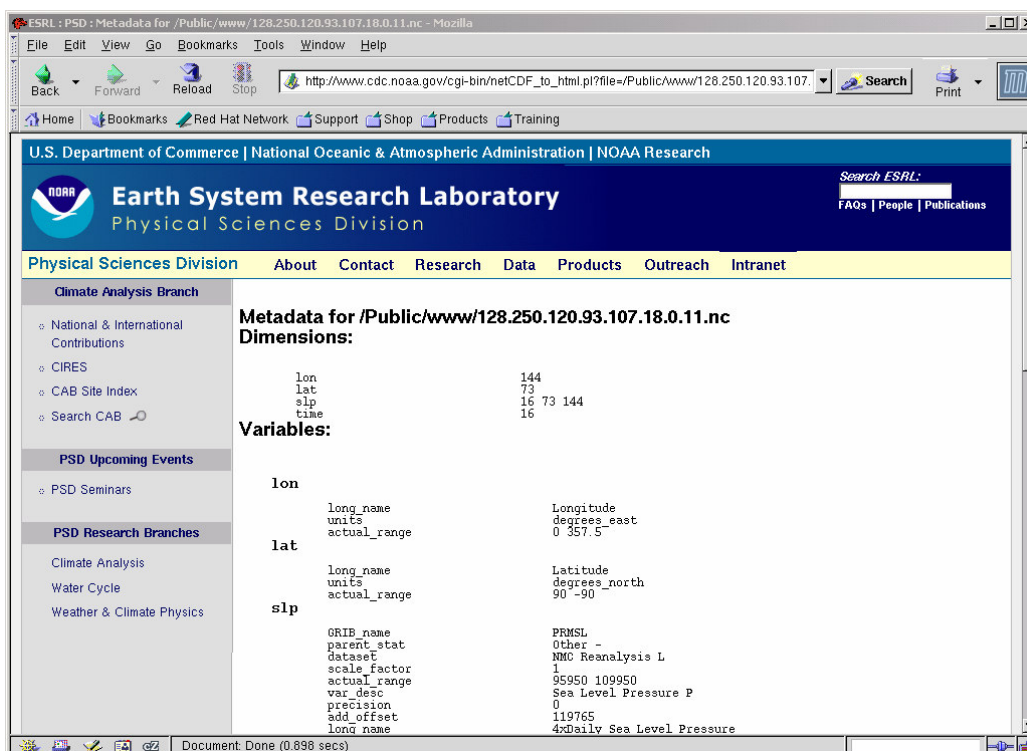 ESRL : PSD : Metadata for /Public/www/128.250.120.93.107.18.0.11.nc - Mozilla
File Edit View Go Bookmarks Tools Window Help
Back Forward Reload Stop http://www.cdc.noaa.gov/cgi-bin/netCDF_to_html.pl?file=/Public/www/128.250.120.93.107. Search Print
Home Bookmarks Red Hat Network Support Shop Products Training
U.S. Department of Commerce | National Oceanic & Atmospheric Administration | NOAA Research
NOAA
Earth System Research Laboratory
Physical Sciences Division
Search ESRL:
FAQs | People | Publications
Physical Sciences Division About Contact Research Data Products Outreach Intranet
Climate Analysis Branch
National & International
Contributions
CIRES
CAB Site Index
Search CAB
PSD Upcoming Events
PSD Seminars
PSD Research Branches
Climate Analysis
Water Cycle
Weather & Climate Physics
Metadata for /Public/www/128.250.120.93.107.18.0.11.nc
Dimensions:
lon 144
lat 73
slp 16 73 144
time 16
Variables:
lon
long_name Longitude
units degrees_east
actual_range 0 357.5
lat
long_name Latitude
units degrees_north
actual_range 90 -90
slp
GRIB_name PRMSL
parent_stat Other -
dataset NMC Reanalysis L
scale_factor 1
actual_range 95950 109950
var_desc Sea Level Pressure P
precision 0
add_offset 119765
long_name 4xDaily Sea Level Pressure
Document: Done (0.898 secs)